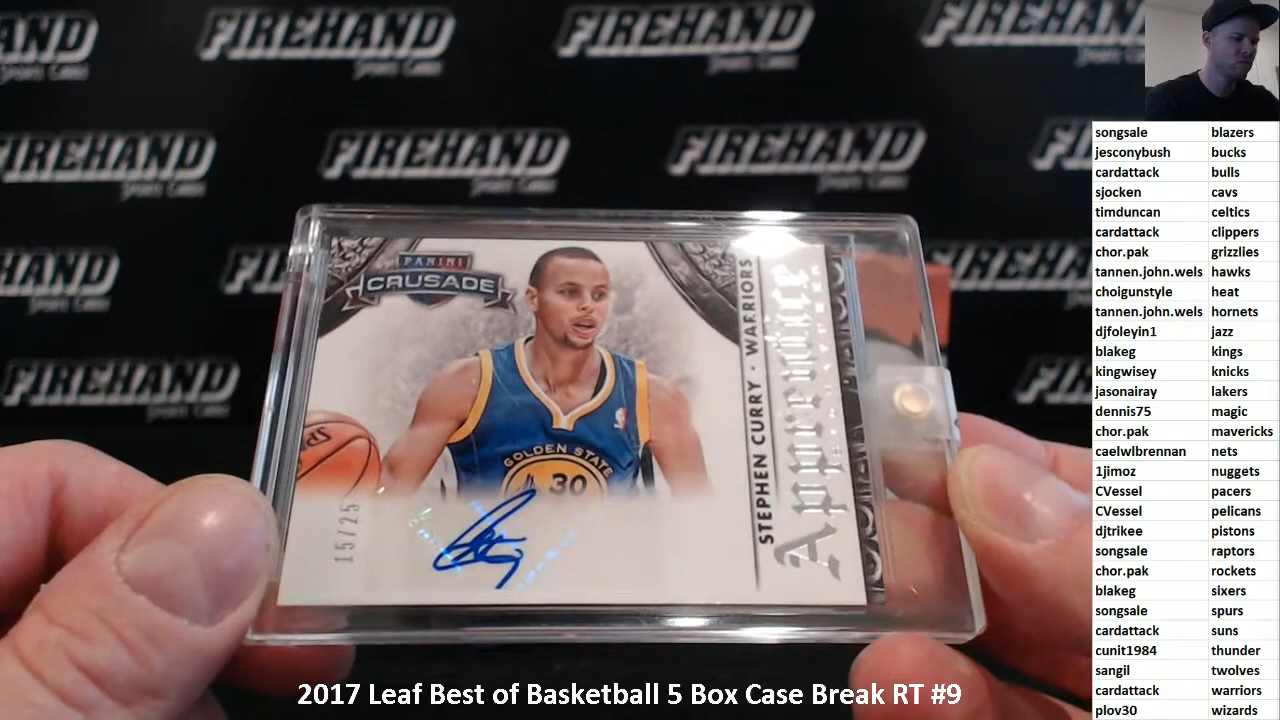 FIREHAND
FIREHAND
FIREHAND
FIREHAND
FIREHAND
FIREHAND
PANINI
CRUSADE
STEPHEN CURRY · WARRIORS
Apprentice
GOLDEN STATE
30
15/25
songsale blazers
jesconybush bucks
cardattack bulls
sjocken cavs
timduncan celtics
cardattack clippers
chor.pak grizzlies
tannen.john.wels hawks
cholgunstyle heat
tannen.john.wels hornets
djfoleyin1 jazz
blakeg kings
kingwisey knicks
jasonairay lakers
dennis75 magic
chor.pak mavericks
caelwlbrennan nets
1jimoz nuggets
CVessel pacers
CVessel pelicans
djtrikee pistons
songsale raptors
chor.pak rockets
blakeg sixers
songsale spurs
cardattack suns
cunit1984 thunder
sangil twolves
cardattack warriors
plov30 wizards
2017 Leaf Best of Basketball 5 Box Case Break RT #9